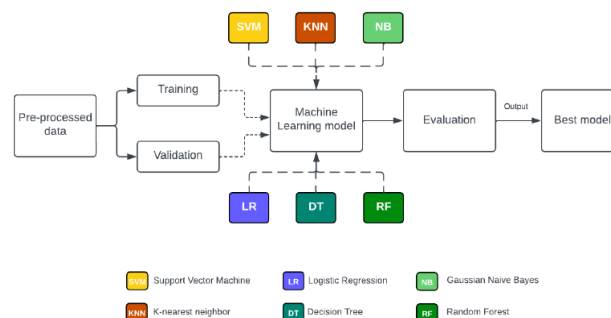 SVM
KNN
NB
Training
Pre-processed
data
Machine
Learning model
Evaluation
Output
Best model
Validation
LR
DT
RF
SVM Support Vector Machine
LR Logistic Regression
NB Gaussian Naive Bayes
KNN K-nearest neighbor
DT Decision Tree
RF Random Forest